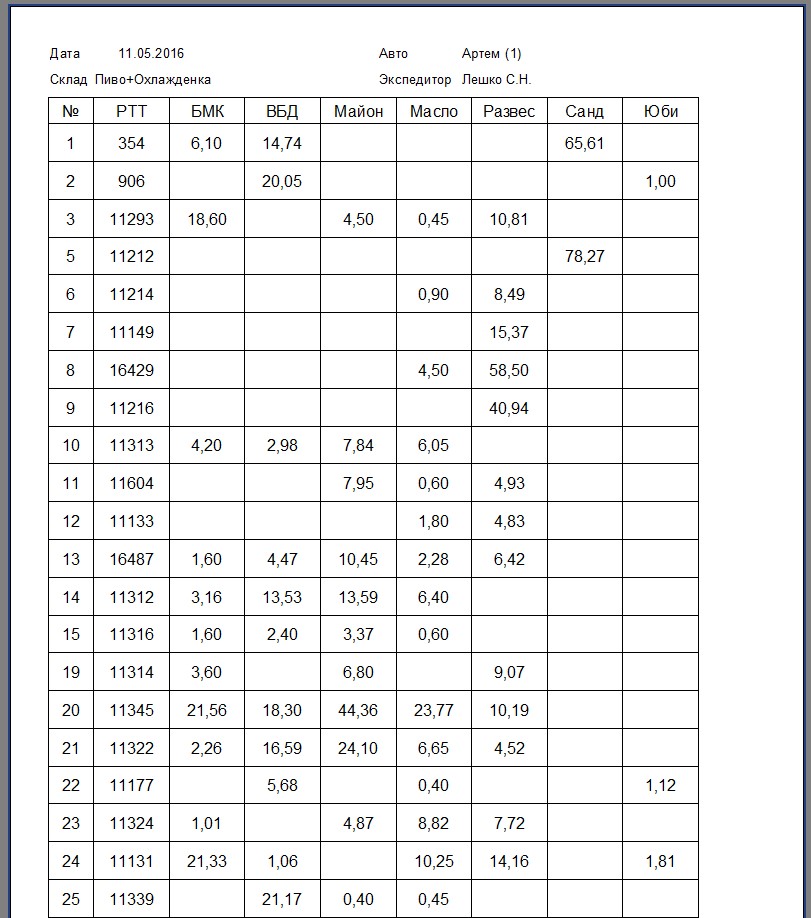 Дата 11.05.2016 Авто Артем (1)
Склад Пиво+Охлажденка Экспедитор Лешко С.Н.
№ РТТ БМК ВБД Майон Масло Развес Санд Юби
1 354 6,10 14,74 65,61
2 906 20,05 1,00
3 11293 18,60 4,50 0,45 10,81
5 11212 78,27
6 11214 0,90 8,49
7 11149 15,37
8 16429 4,50 58,50
9 11216 40,94
10 11313 4,20 2,98 7,84 6,05
11 11604 7,95 0,60 4,93
12 11133 1,80 4,83
13 16487 1,60 4,47 10,45 2,28 6,42
14 11312 3,16 13,53 13,59 6,40
15 11316 1,60 2,40 3,37 0,60
19 11314 3,60 6,80 9,07
20 11345 21,56 18,30 44,36 23,77 10,19
21 11322 2,26 16,59 24,10 6,65 4,52
22 11177 5,68 0,40 1,12
23 11324 1,01 4,87 8,82 7,72
24 11131 21,33 1,06 10,25 14,16 1,81
25 11339 21,17 0,40 0,45